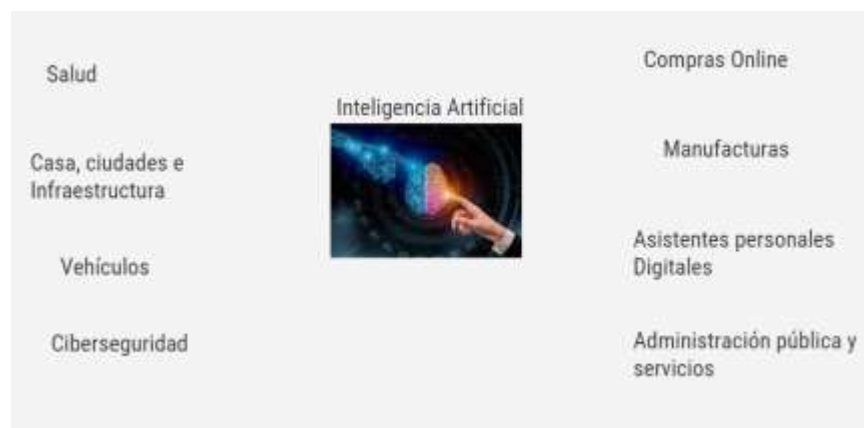 Salud
Casa, ciudades e
Infraestructura
Vehículos
Ciberseguridad
Inteligencia Artificial
Compras Online
Manufacturas
Asistentes personales
Digitales
Administración pública y
servicios